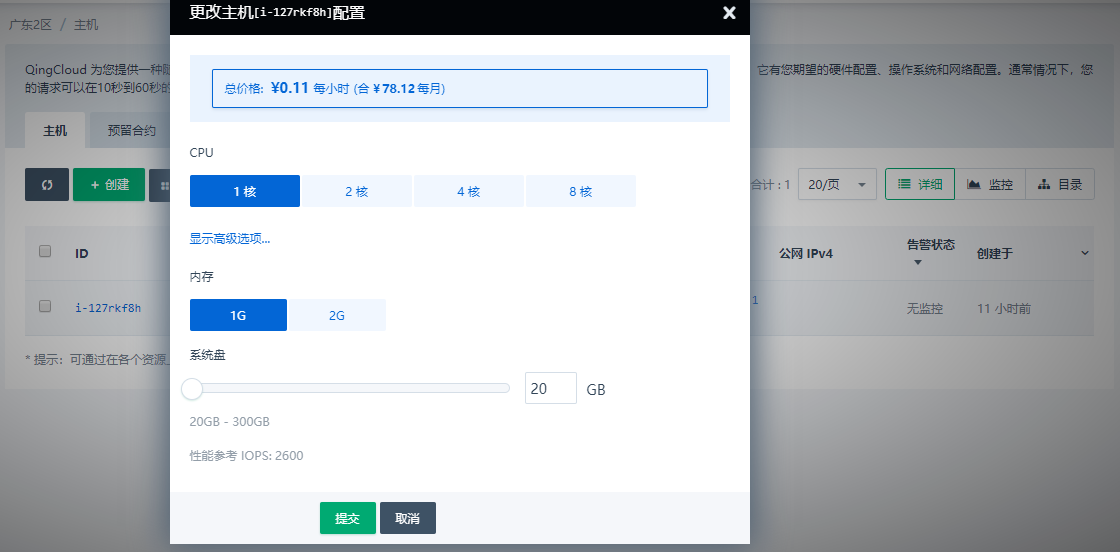 更改主机[i-127rkf8h]配置
广东2区 / 主机
QingCloud 为您提供一种
它有您期望的硬件配置、操作系统和网络配置。通常情况下，您
的请求可以在10秒到60秒的
总价格: ¥0.11 每小时 (合 ¥ 78.12 每月)
主机 预留合约
CPU
1 核 2 核 4 核 8 核
+ 创建
合计 : 1 20/页 详细 监控 目录
显示高级选项...
ID 公网 IPv4 告警状态 创建于
内存
1G 2G
i-127rkf8h 1 无监控 11 小时前
系统盘
* 提示：可通过在各个资源
20 GB
20GB - 300GB
性能参考 IOPS: 2600
提交 取消